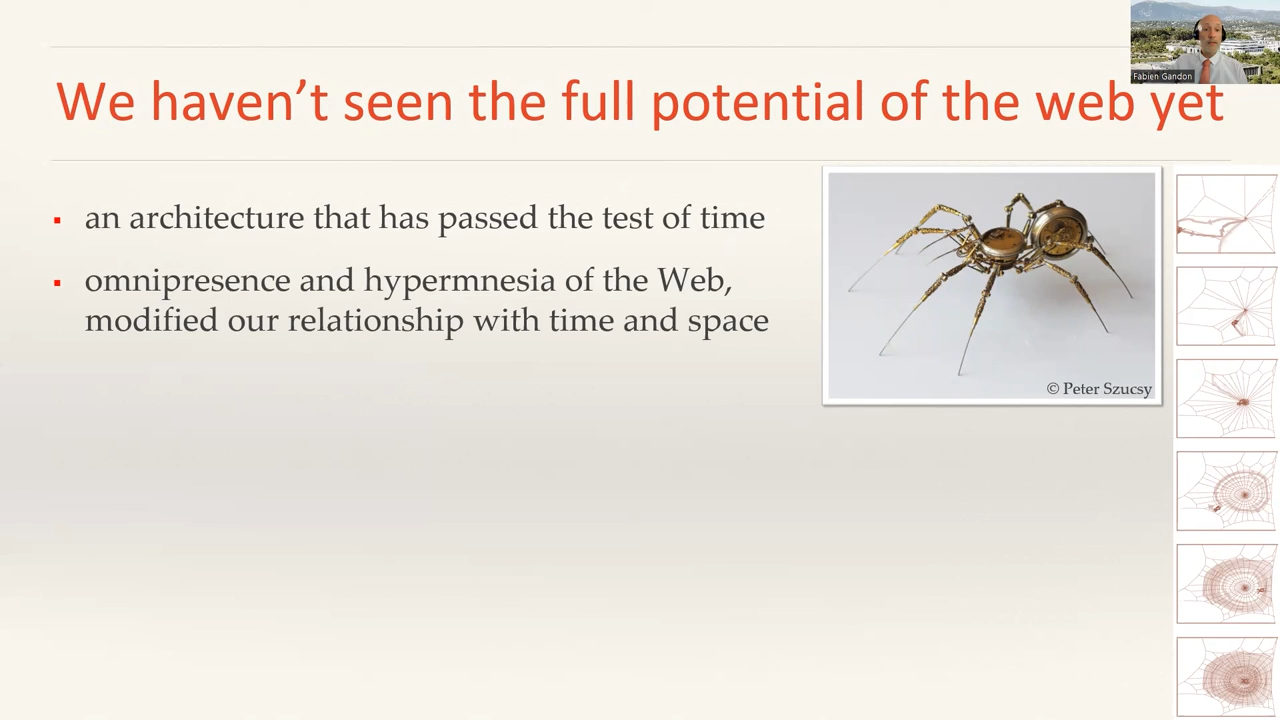 Fabien Gandon
We haven't seen the full potential of the web yet
▪ an architecture that has passed the test of time
▪ omnipresence and hypermnesia of the Web,
modified our relationship with time and space
© Peter Szucsy